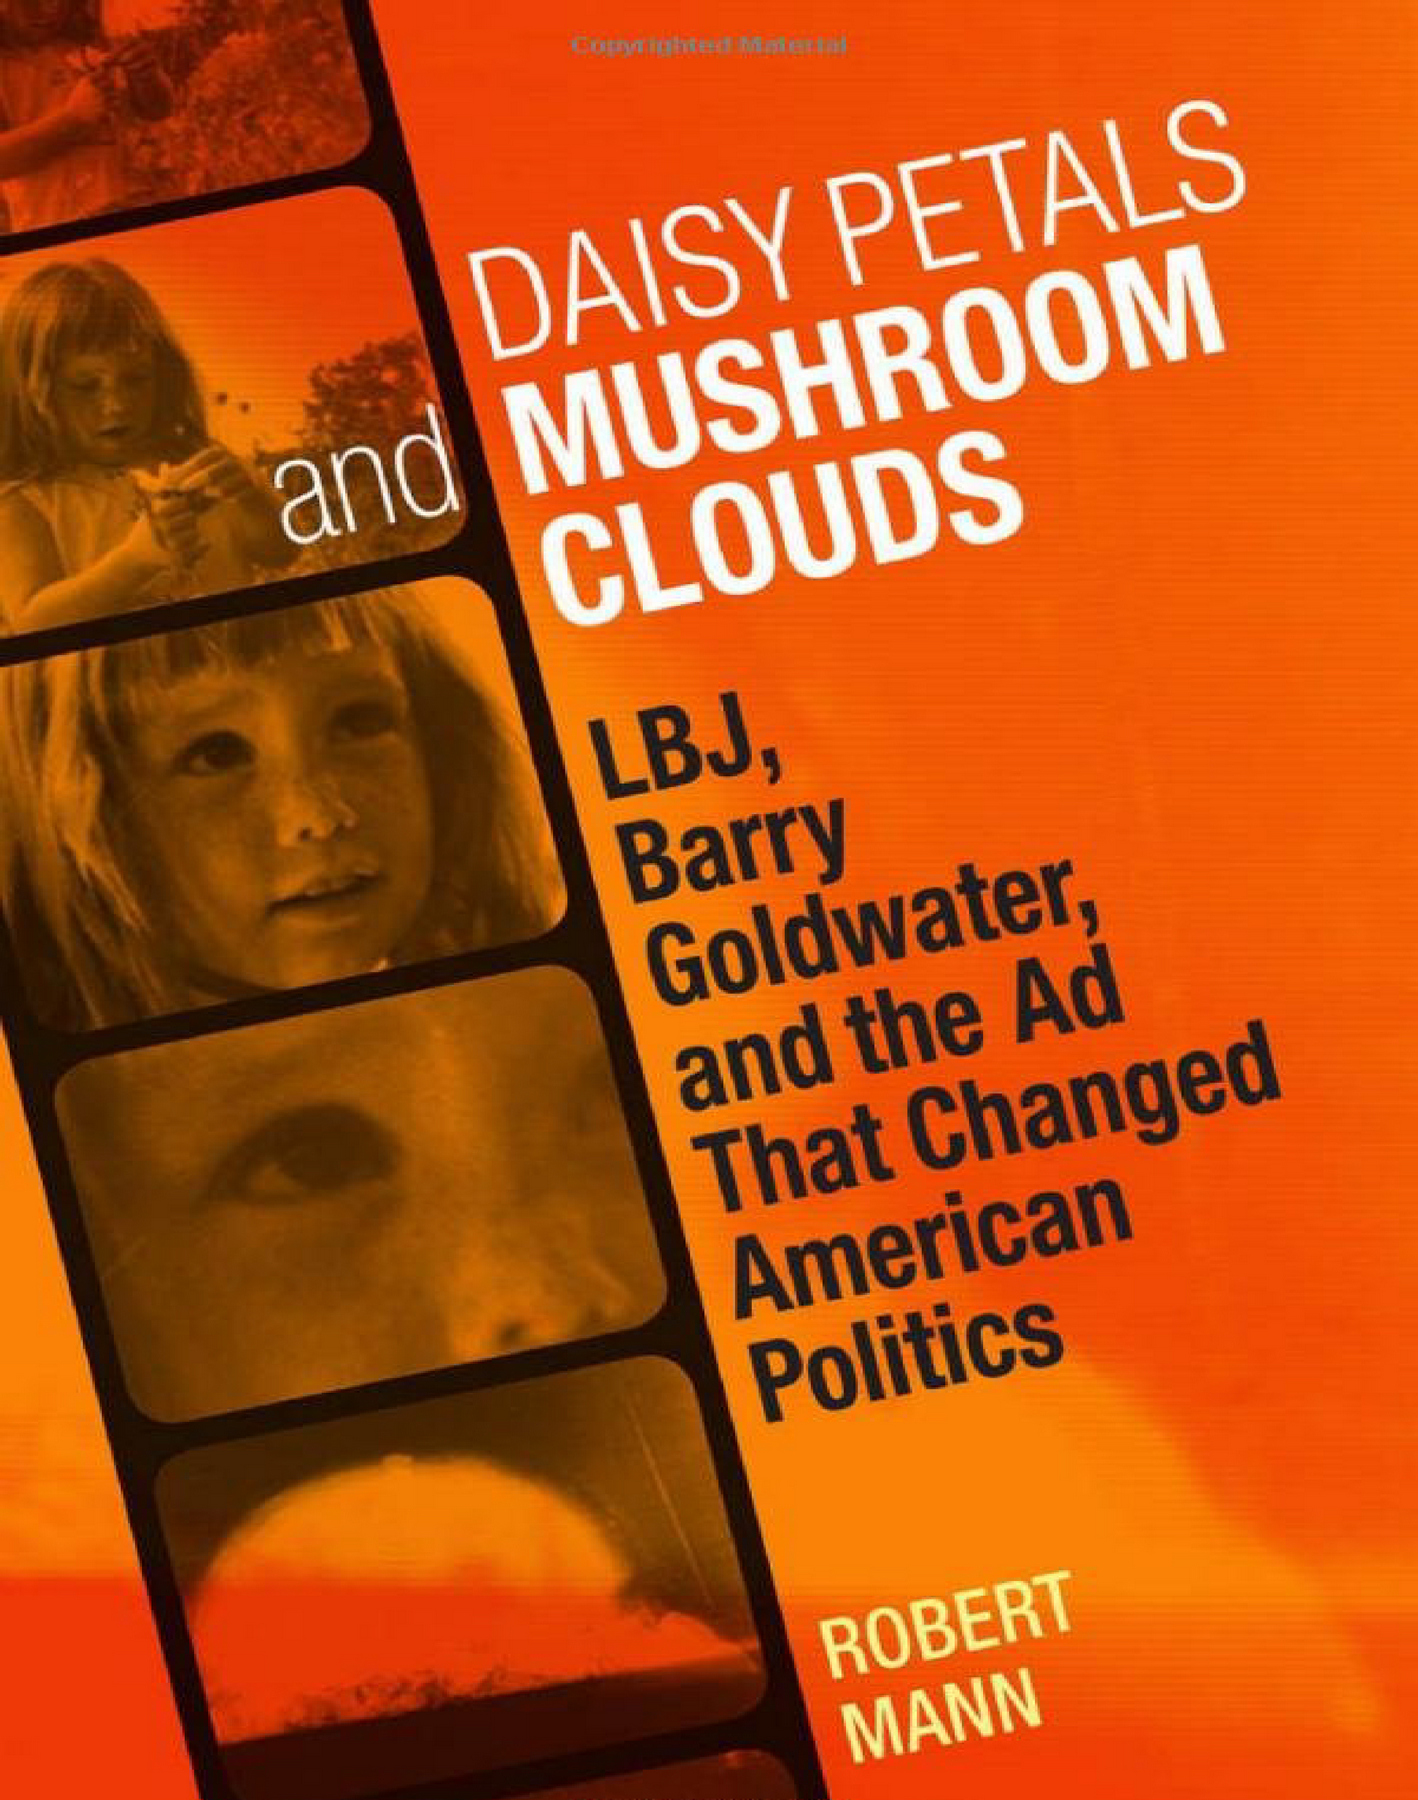 Copyrighted Material
DAISY PETALS
and MUSHROOM
CLOUDS
LBJ,
Barry
Goldwater,
and the Ad
That Changed
American
Politics
ROBERT
MANN